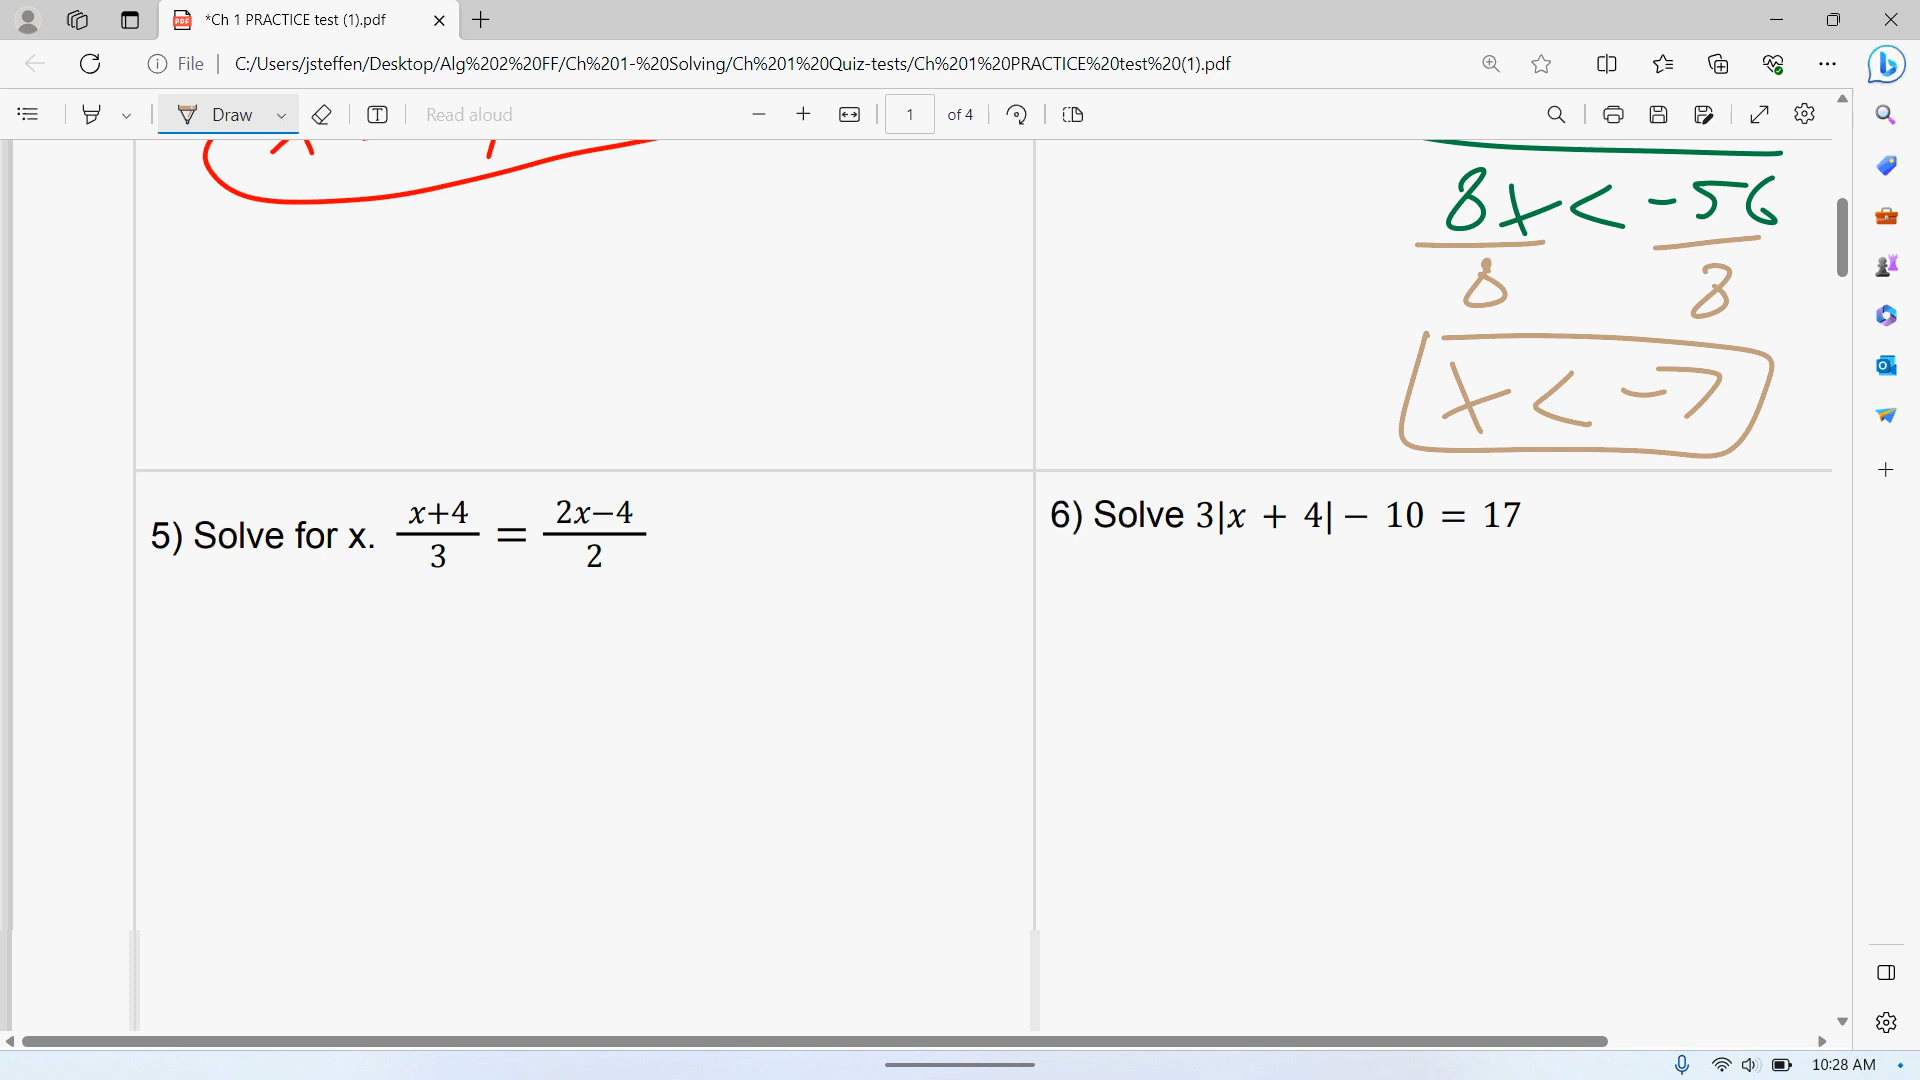 *Ch 1 PRACTICE test (1).pdf
File
C:/Users/jsteffen/Desktop/Alg%202%20FF/Ch%201-%20Solving/Ch%201%20Quiz-tests/Ch%201%20PRACTICE%20test%20(1).pdf
Draw
Read aloud
1 of 4
8x < -56
8 8
x < -7
5) Solve for x. \frac{x+4}{3} = \frac{2x−4}{2}
6) Solve 3|x + 4| − 10 = 17
10:28 AM